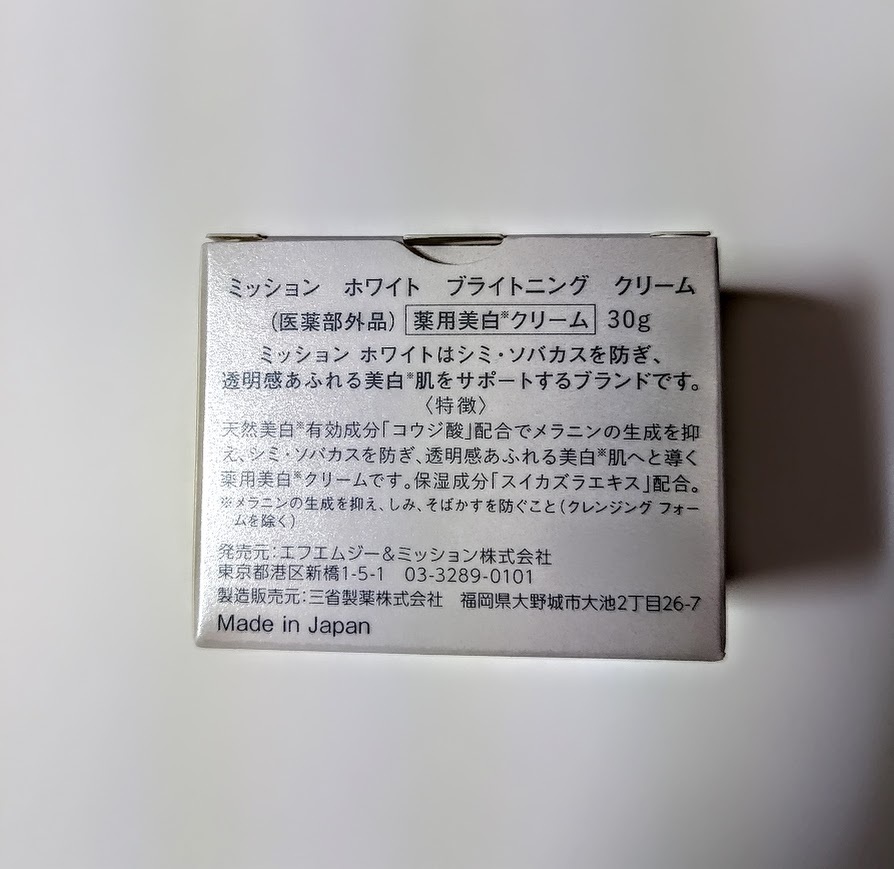 ミッション ホワイト ブライトニング クリーム
(医薬部外品) 薬用美白※クリーム 30g
ミッション ホワイトはシミ・ソバカスを防ぎ、
透明感あふれる美白※肌をサポートするブランドです。
〈特徴〉
天然美白※有効成分「コウジ酸」配合でメラニンの生成を抑
え、シミ・ソバカスを防ぎ、透明感あふれる美白※肌へと導く
薬用美白※クリームです。保湿成分「スイカズラエキス」配合。
※メラニンの生成を抑え、しみ、そばかすを防ぐこと(クレンジング フォー
ムを除く)
発売元:エフエムジー&ミッション株式会社
東京都港区新橋1-5-1 03-3289-0101
製造販売元:三省製薬株式会社 福岡県大野城市大池2丁目26-7
Made in Japan